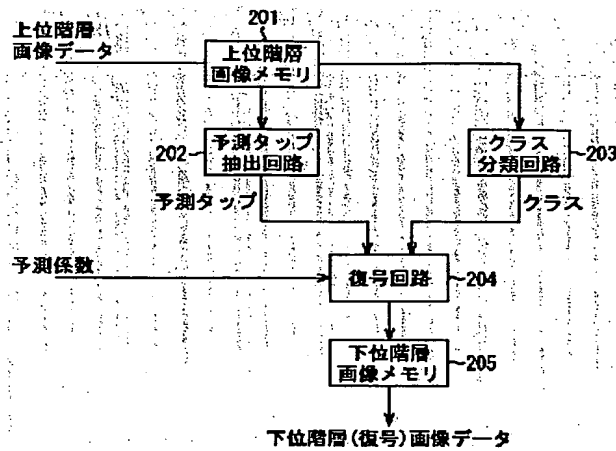 201
上位階層
画像データ
上位階層
画像メモリ
202
予測タップ
抽出回路
クラス
分類回路
203
予測タップ
クラス
予測係数
復号回路
204
下位階層
画像メモリ
205
下位階層(復号)画像データ